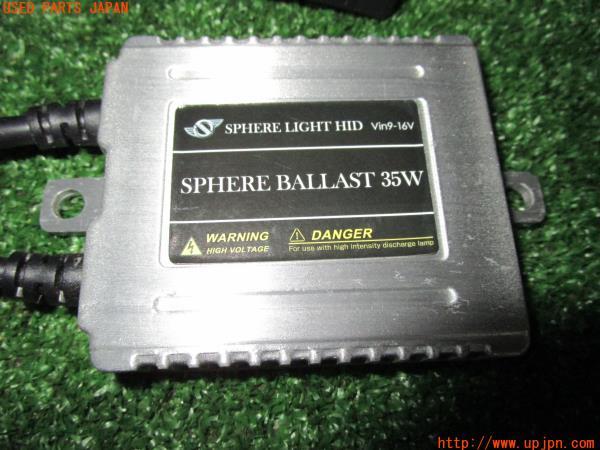 USED PARTS JAPAN
SPHERE LIGHT HID Vin9-16V
SPHERE BALLAST 35W
WARNING
HIGH VOLTAGE
DANGER
For use with high intensity discharge lamp
http://www.upjpn.com/